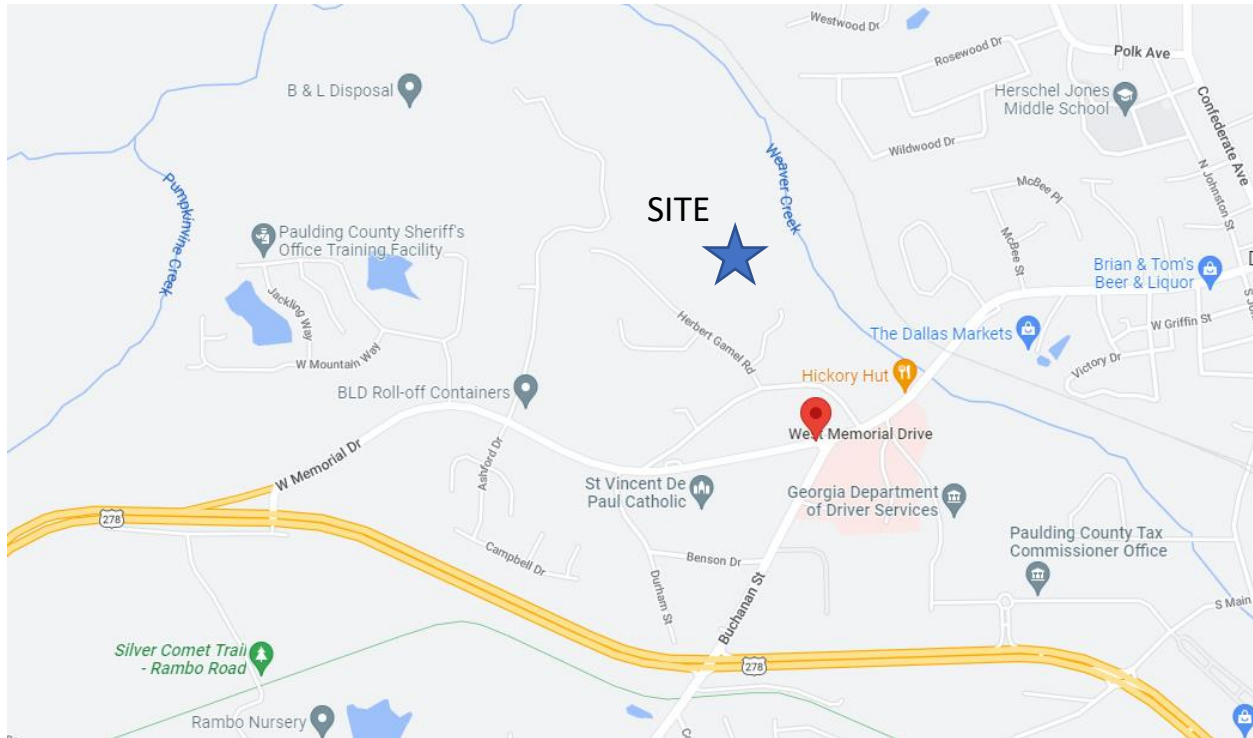 Westwood Dr
Rosewood Dr
Polk Ave
B & L Disposal
Herschel Jones
Middle School
Confederate Ave
Weaver Creek
Wildwood Dr
N Johnston St
Pumpkinvine Creek
McBee Pl
SITE
Paulding County Sheriff's
Office Training Facility
McBee St
Brian & Tom's
Beer & Liquor
D
Jackling Way
Herbert Gamel Rd
W Griffin St
S Jo
The Dallas Markets
W Mountain Way
Victory Dr
Hickory Hut
BLD Roll-off Containers
West Memorial Drive
W Memorial Dr
Ashford Dr
St Vincent De
Paul Catholic
Georgia Department
of Driver Services
278
Paulding County Tax
Commissioner Office
Campbell Dr
Benson Dr
Durham St
Buchanan St
S Main
Silver Comet Trail
- Rambo Road
278
Rambo Nursery